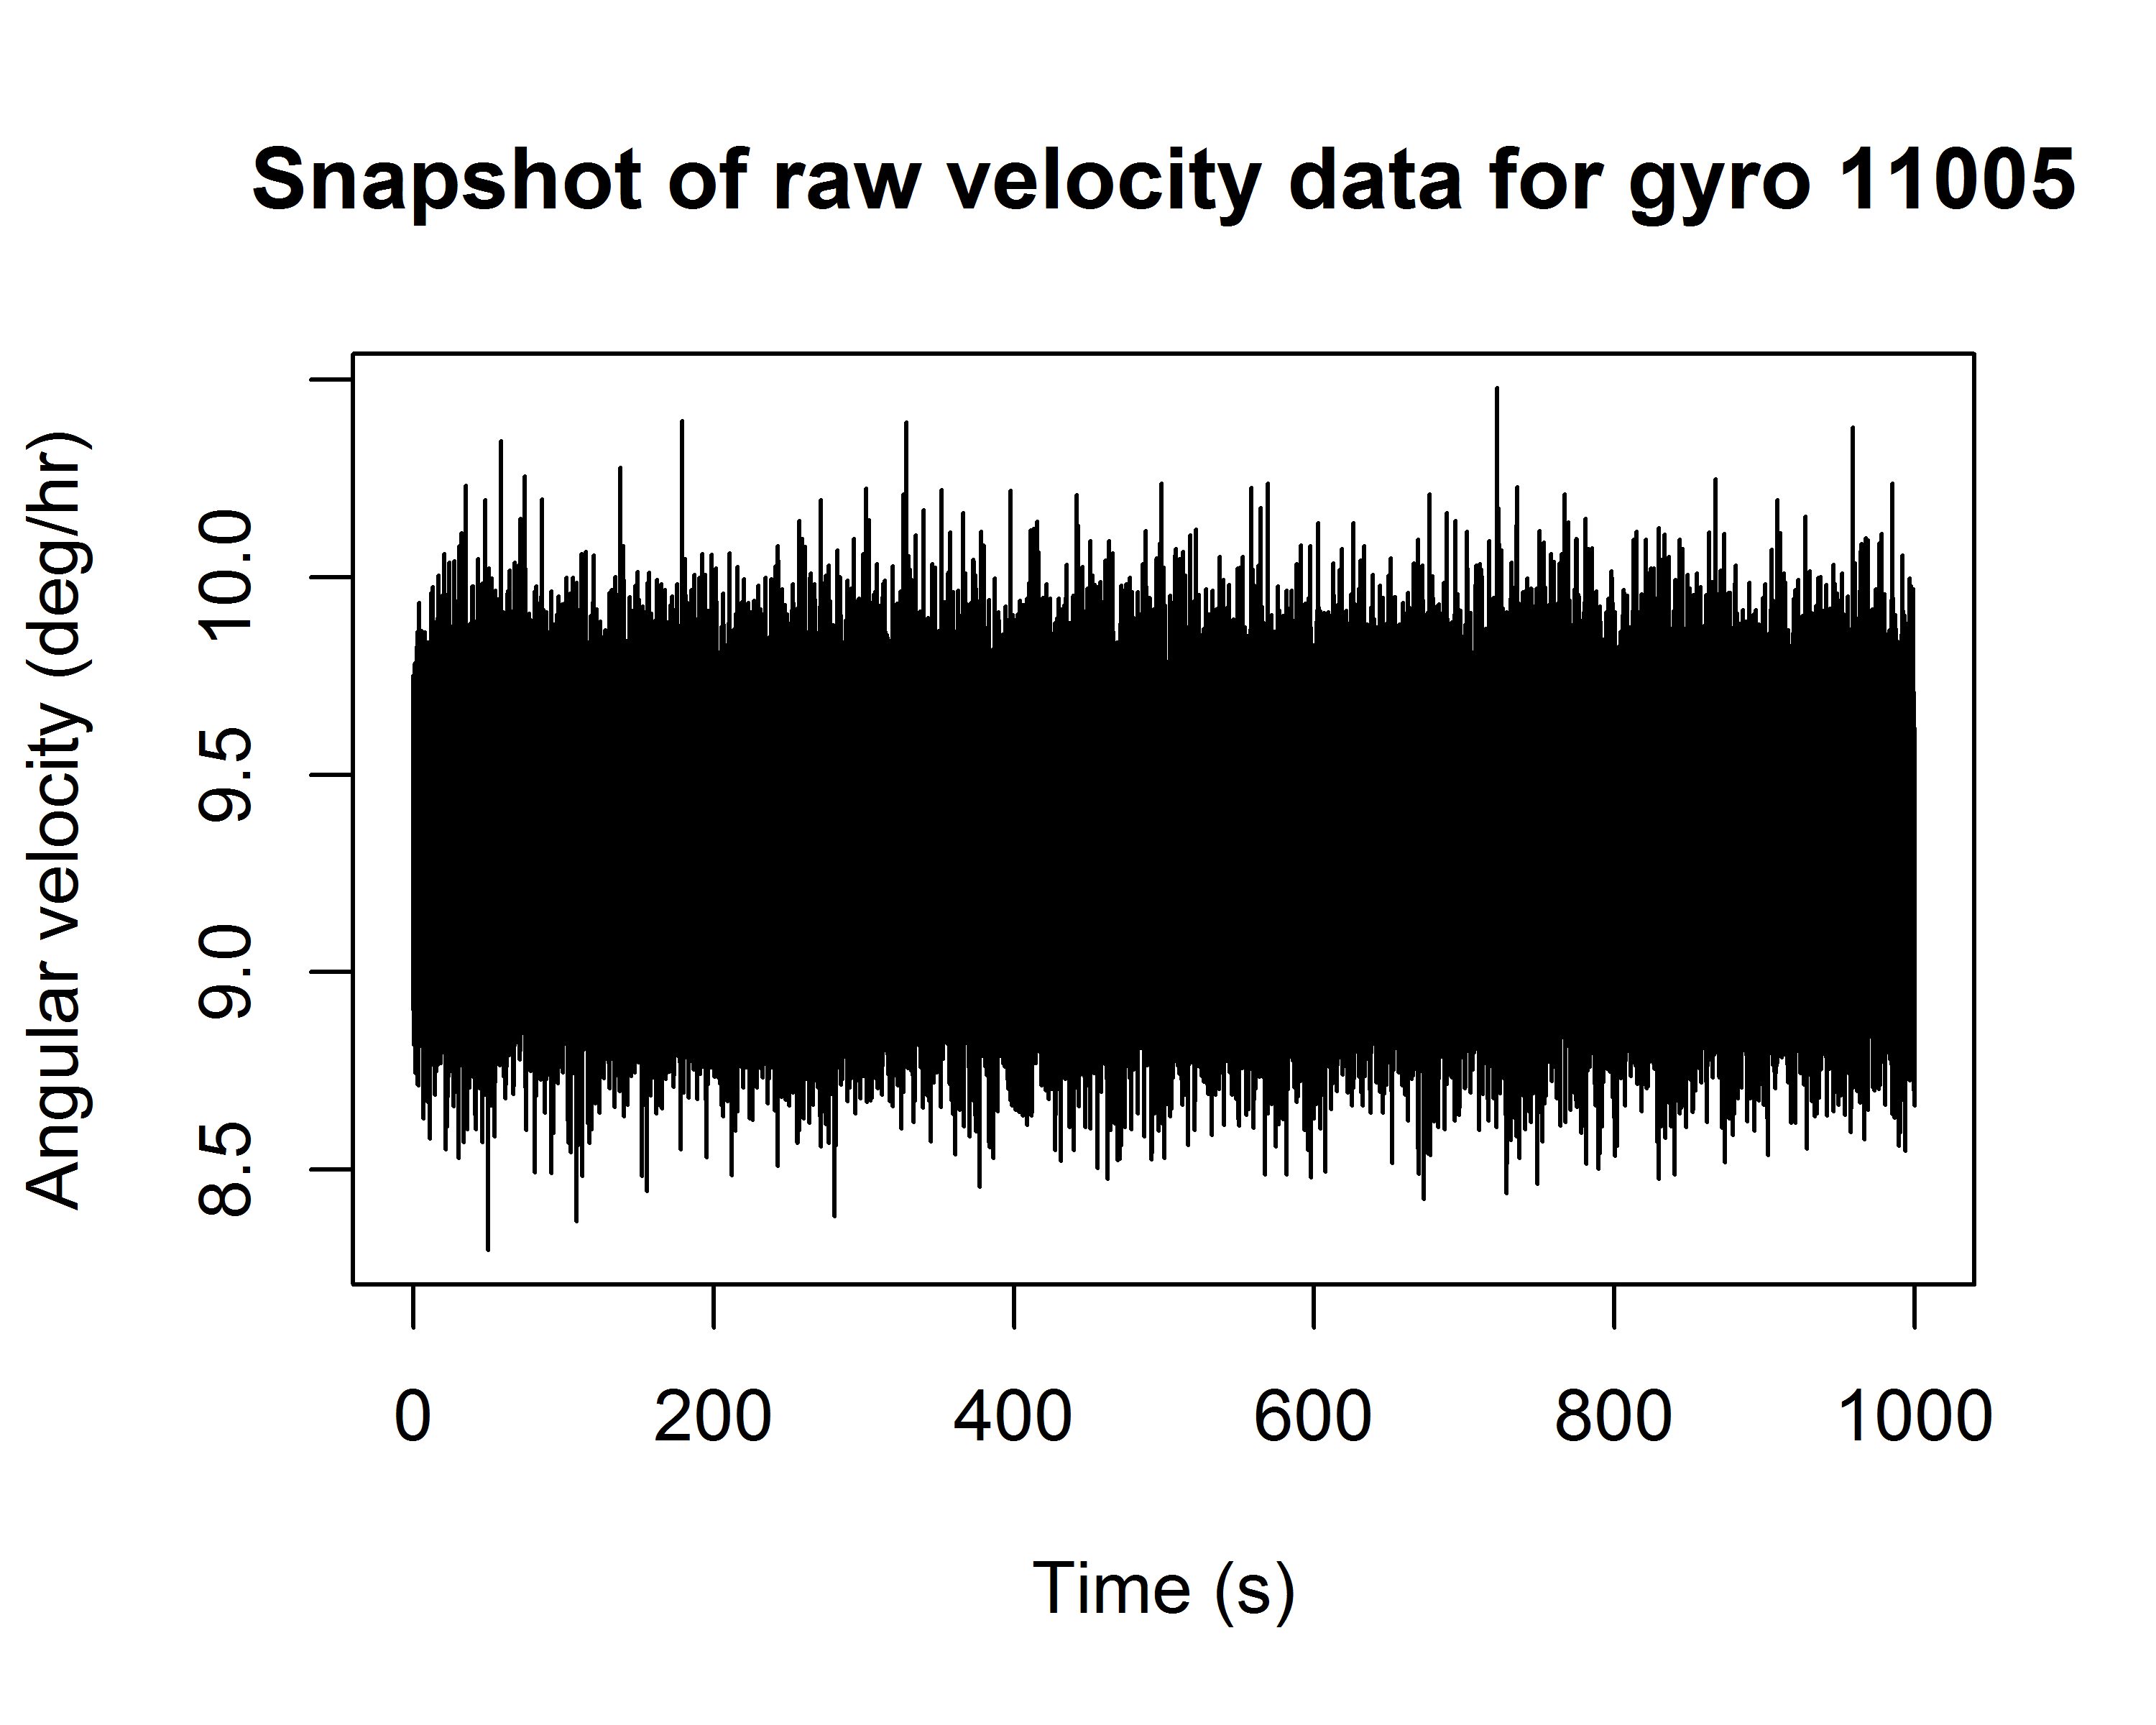 Snapshot of raw velocity data for gyro 11005
Angular velocity (deg/hr)
10.0
9.5
9.0
8.5
0 200 400 600 800 1000
Time (s)